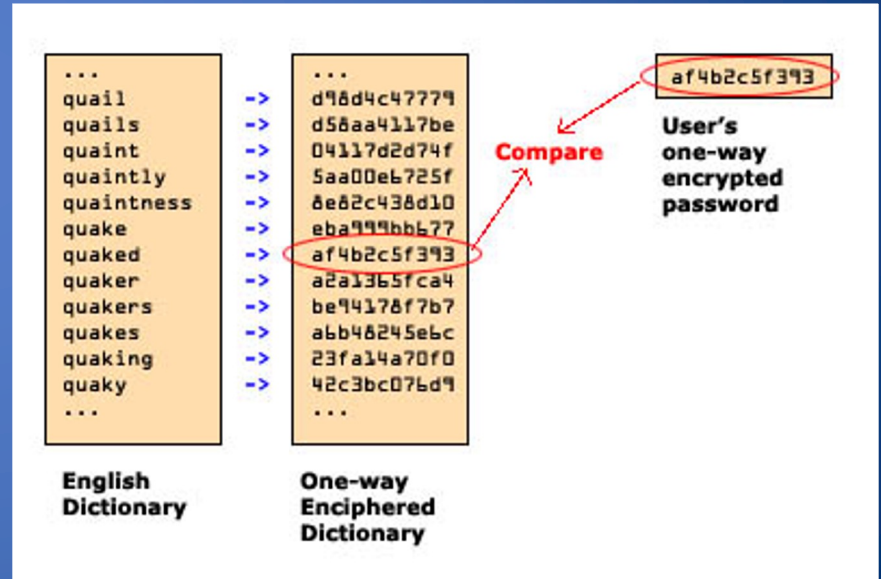 ...
quail -> d98d4c47779
quails -> d58aa4117be
quaint -> 04117d2d74f
quaintly -> 5aa00e6725f
quaintness -> 8e82c438d10
quake -> eba999bb677
quaked -> af4b2c5f393
quaker -> a2a1365fca4
quakers -> be94178f7b7
quakes -> a6b48245e6c
quaking -> 23fa14a70f0
quaky -> 42c3bc076d9
...
...
...
English
Dictionary
One-way
Enciphered
Dictionary
Compare
af4b2c5f393
User's
one-way
encrypted
password